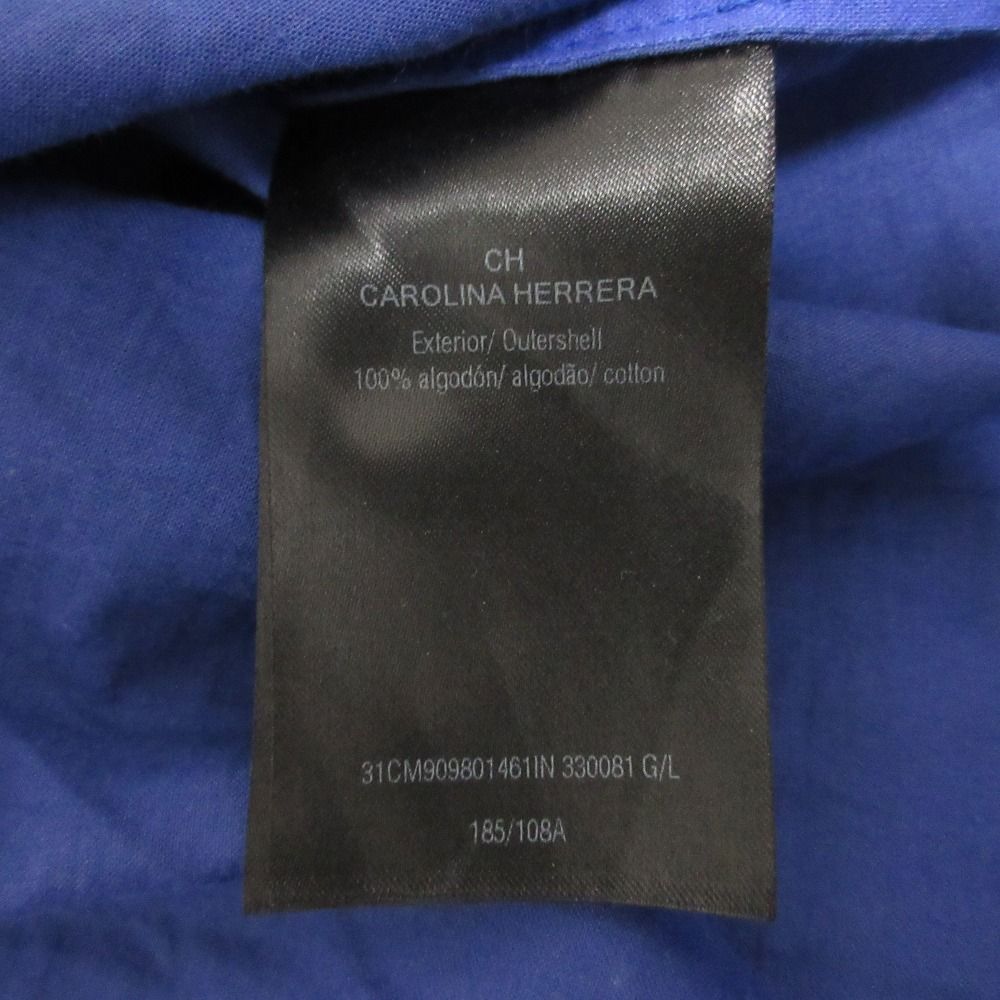 CH
CAROLINA HERRERA
Exterior/ Outershell
100% algodón/ algodão/ cotton
31CM909801461IN 330081 G/L
185/108A